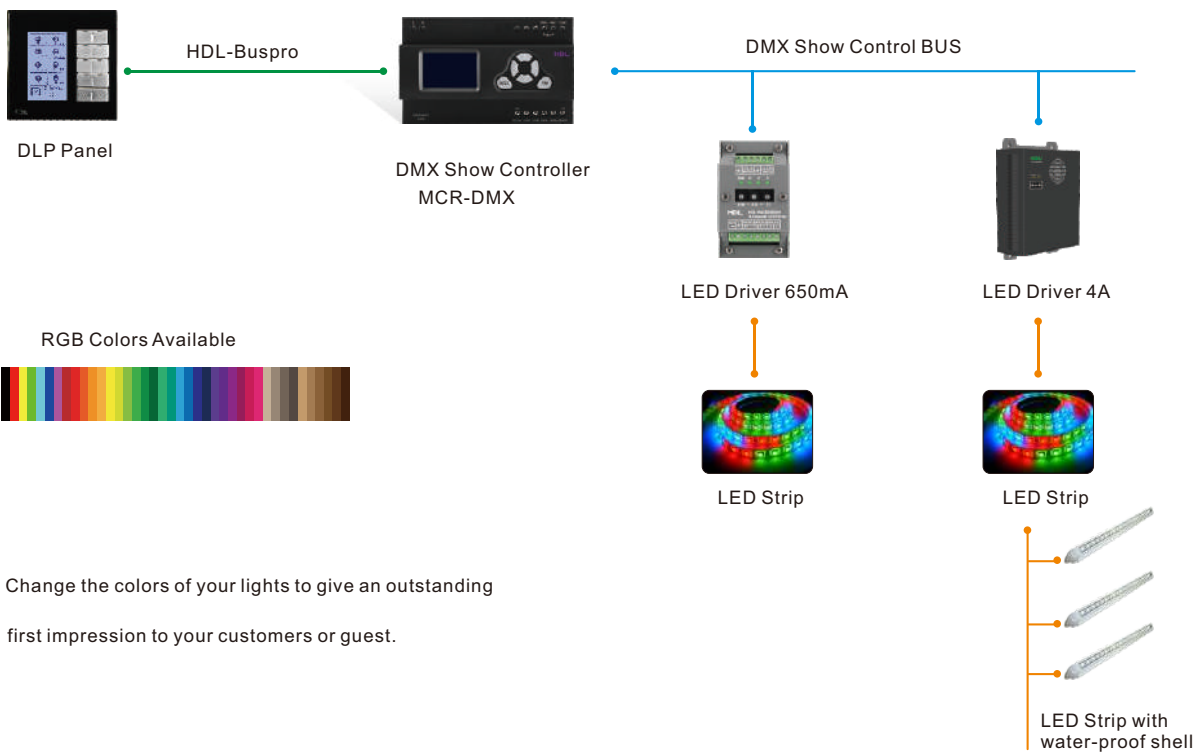 HDL-Buspro
DMX Show Control BUS
DLP Panel
DMX Show Controller
MCR-DMX
LED Driver 650mA
LED Driver 4A
RGB Colors Available
LED Strip
LED Strip
Change the colors of your lights to give an outstanding
first impression to your customers or guest.
LED Strip with
water-proof shell